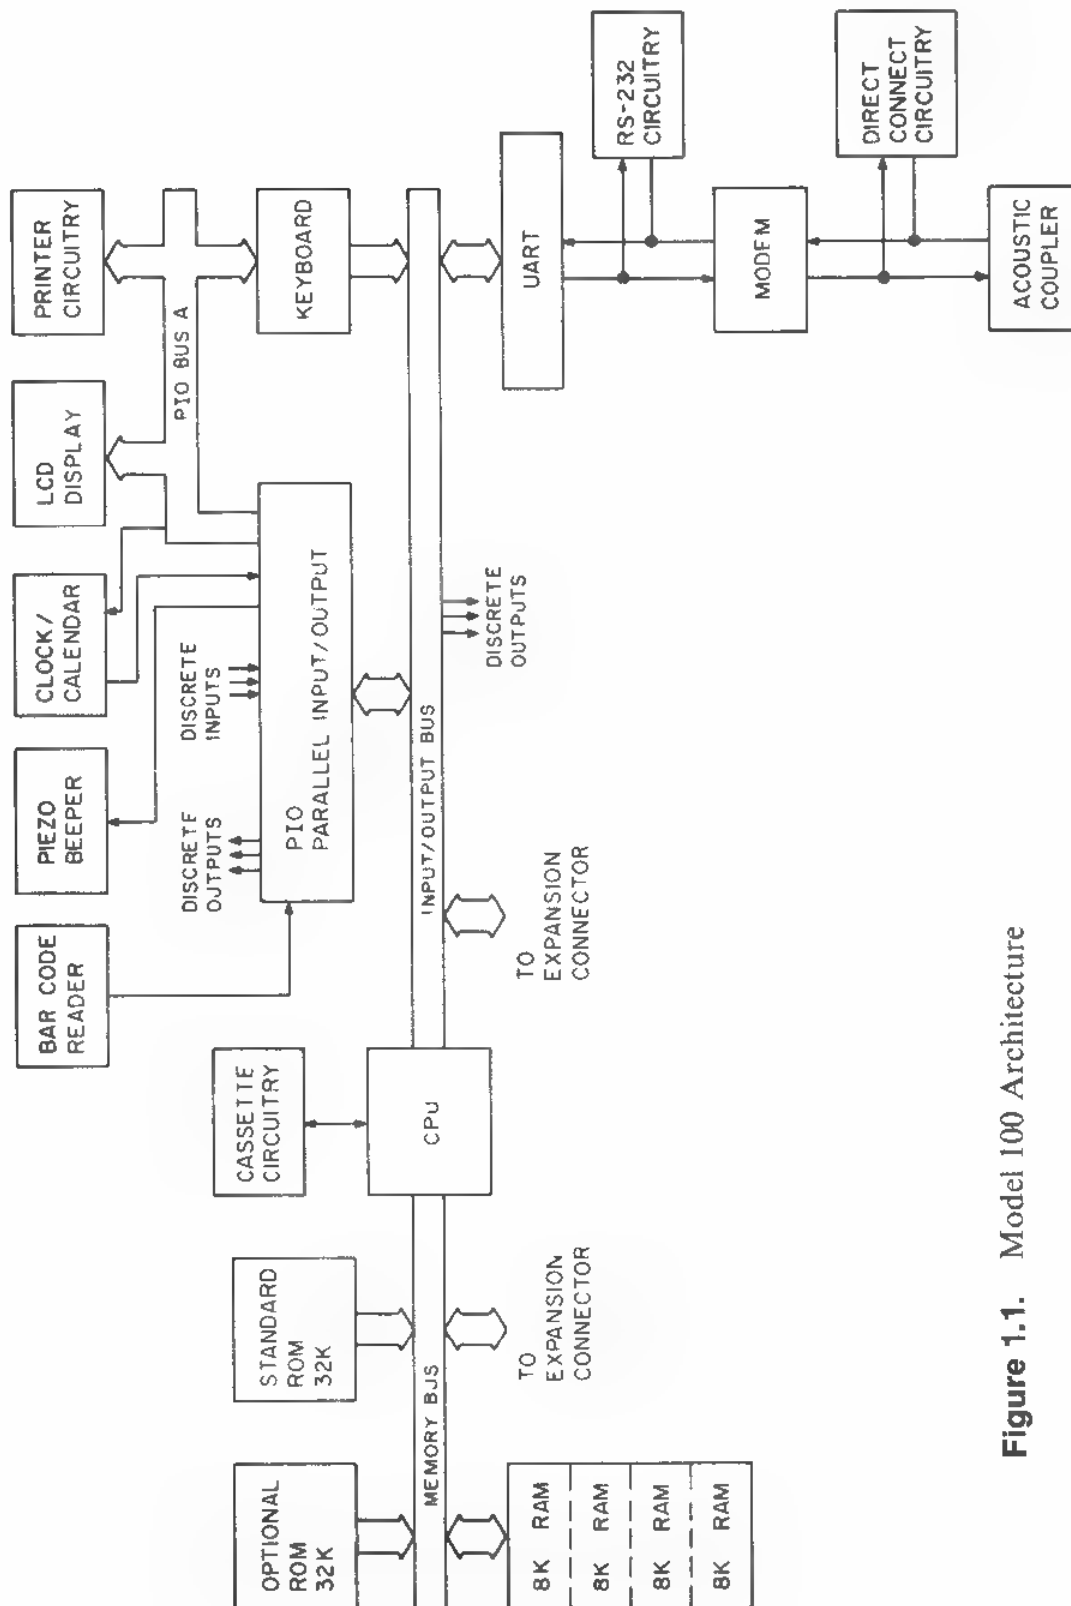 BAR CODE
READER
PIEZO
BEEPER
CLOCK/
CALENDAR
LCD
DISPLAY
PRINTER
CIRCUITRY
PIO BUS A
DISCRETE
OUTPUTS
DISCRETE
INPUTS
CASSETTE
CIRCUITRY
OPTIONAL
ROM
32K
STANDARD
ROM
32K
PIO
PARALLEL INPUT/OUTPUT
KEYBOARD
MEMORY BUS
CPU
INPUT/OUTPUT BUS
DISCRETE
OUTPUTS
UART
8K RAM
8K RAM
8K RAM
8K RAM
TO
EXPANSION
CONNECTOR
TO
EXPANSION
CONNECTOR
RS-232
CIRCUITRY
MODEM
DIRECT
CONNECT
CIRCUITRY
ACOUSTIC
COUPLER
Figure 1.1. Model 100 Architecture